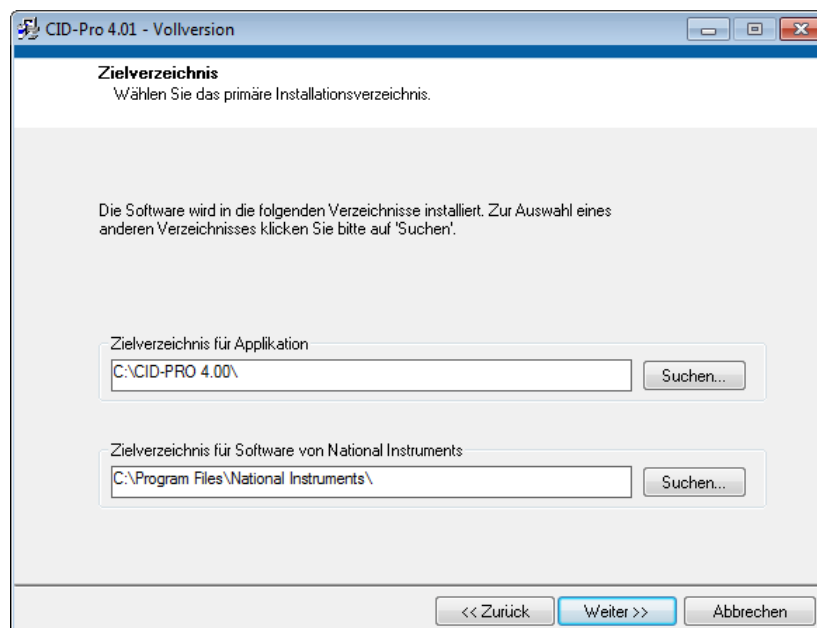 CID-Pro 4.01 - Vollversion
Zielverzeichnis
Wählen Sie das primäre Installationsverzeichnis.
Die Software wird in die folgenden Verzeichnisse installiert. Zur Auswahl eines
anderen Verzeichnisses klicken Sie bitte auf 'Suchen'.
Zielverzeichnis für Applikation
C:\CID-PRO 4.00\
Suchen...
Zielverzeichnis für Software von National Instruments
C:\Program Files\National Instruments\
Suchen...
<< Zurück
Weiter >>
Abbrechen